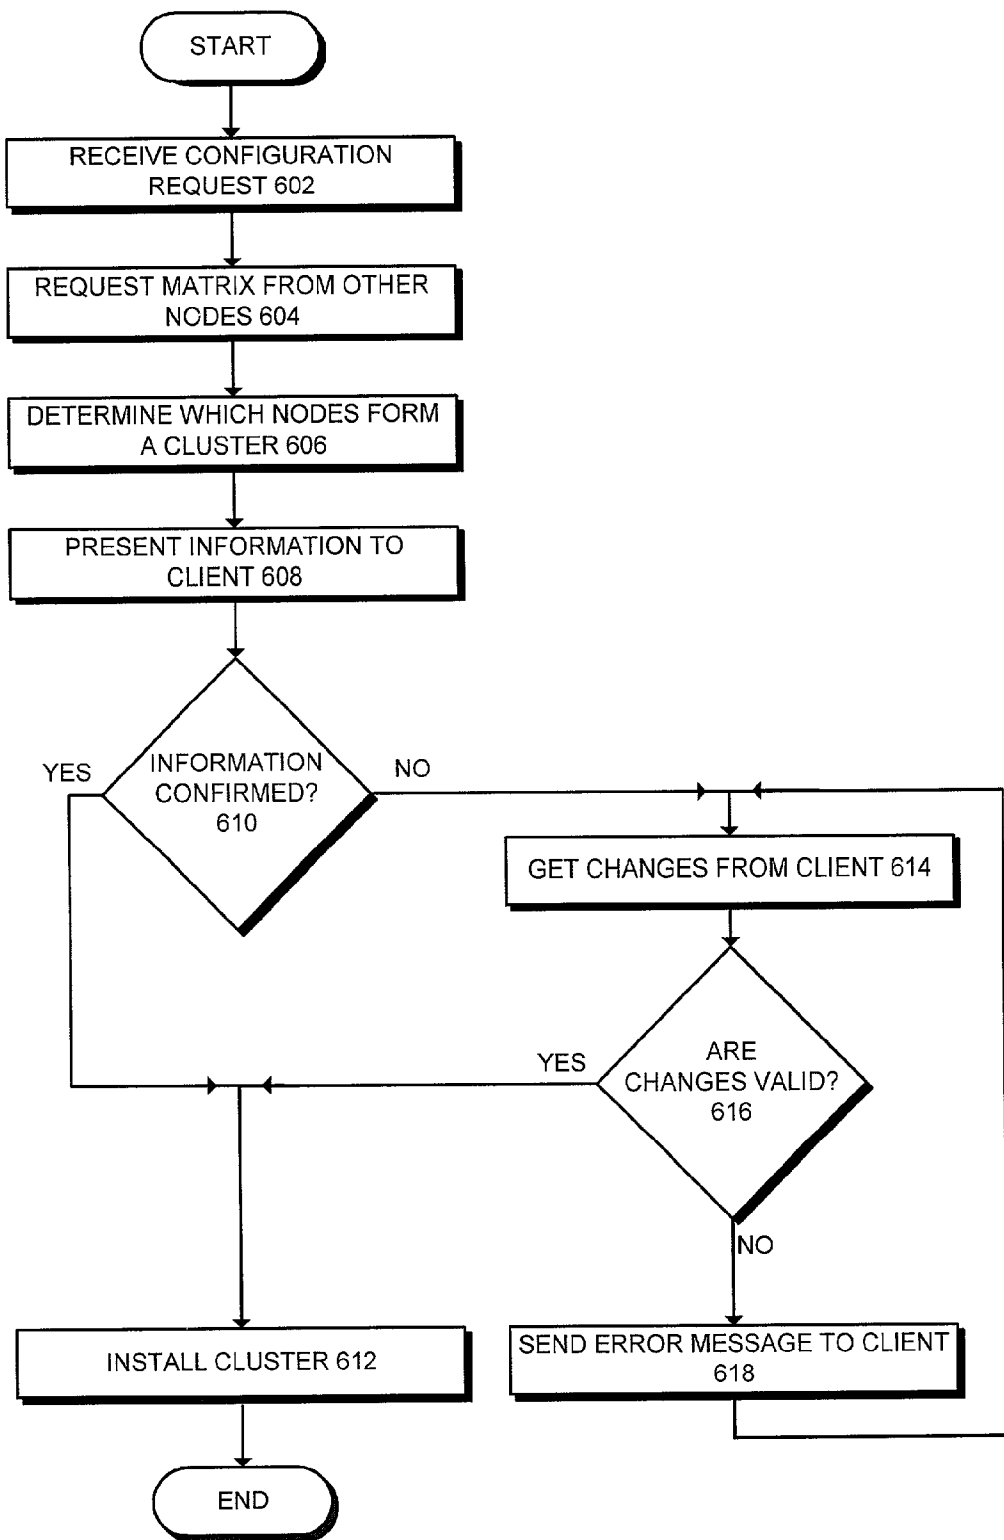 START
RECEIVE CONFIGURATION
REQUEST 602
REQUEST MATRIX FROM OTHER
NODES 604
DETERMINE WHICH NODES FORM
A CLUSTER 606
PRESENT INFORMATION TO
CLIENT 608
YES
INFORMATION
CONFIRMED?
610
NO
GET CHANGES FROM CLIENT 614
YES
ARE
CHANGES VALID?
616
NO
INSTALL CLUSTER 612
SEND ERROR MESSAGE TO CLIENT
618
END